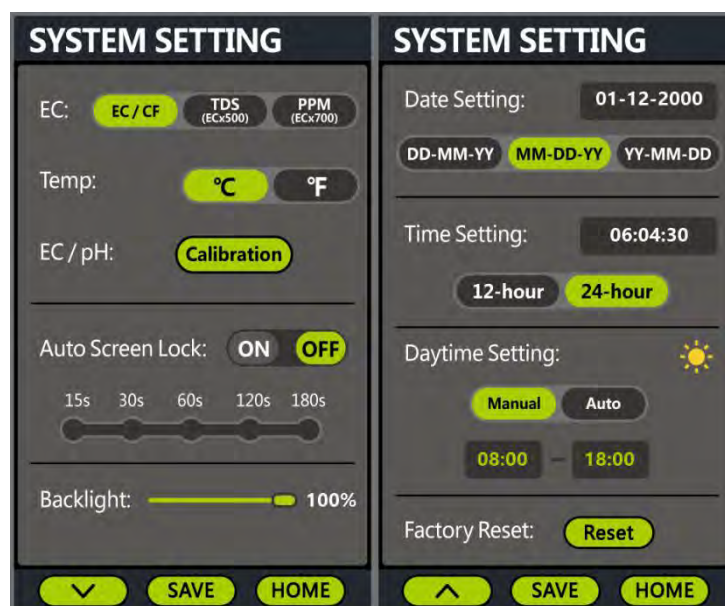 SYSTEM SETTING
EC: EC / CF TDS (ECx500) PPM (ECx700)
Temp: °C °F
EC / pH: Calibration
Auto Screen Lock: ON OFF
15s 30s 60s 120s 180s
Backlight: 100%
SAVE HOME
SYSTEM SETTING
Date Setting: 01-12-2000
DD-MM-YY MM-DD-YY YY-MM-DD
Time Setting: 06:04:30
12-hour 24-hour
Daytime Setting:
Manual Auto
08:00 — 18:00
Factory Reset: Reset
SAVE HOME